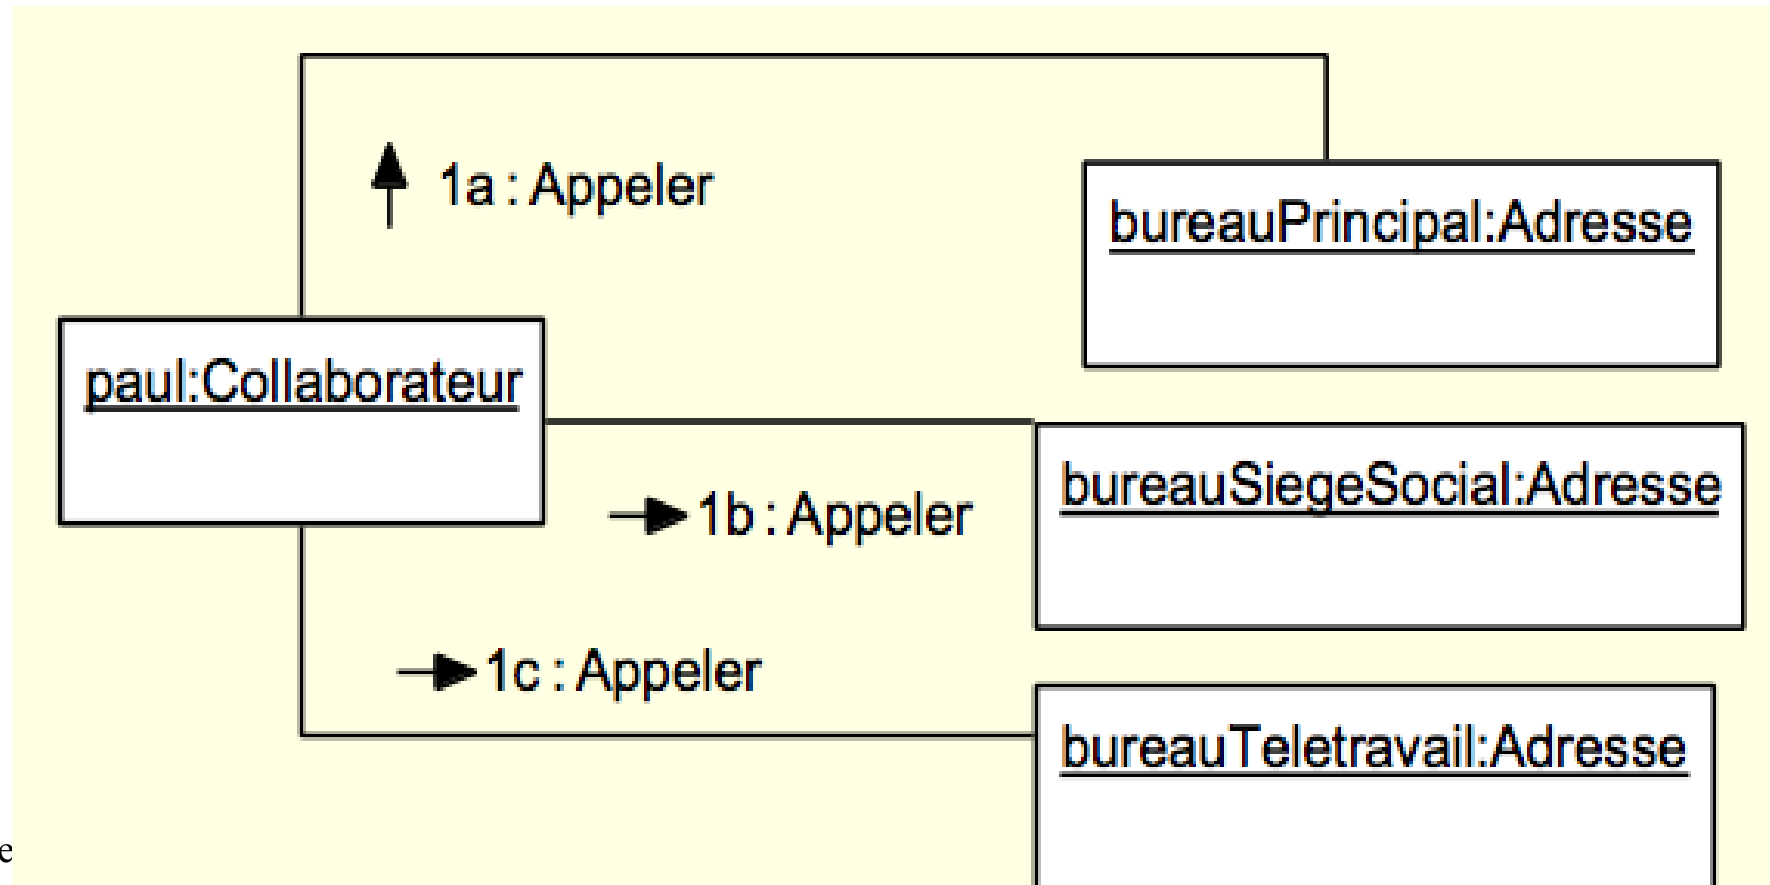 1a : Appeler
bureauPrincipal:Adresse
paul:Collaborateur
bureauSiegeSocial:Adresse
1b : Appeler
1c : Appeler
bureauTeletravail:Adresse
e